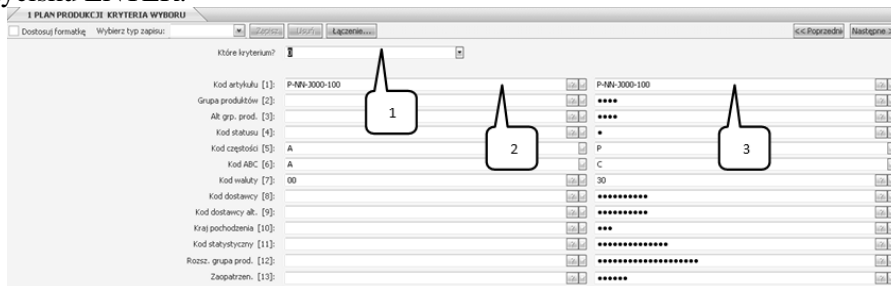 1 PLAN PRODUKCJI KRYTERIA WYBORU
Dostosuj formatkę Wybierz typ zapisu: Zapisz Usuń Łączenie.... << Poprzedni Następne
Które kryterium? 0
Kod artykułu [1]: P-NN-J000-100 P-NN-J000-100
Grupa produktów [2]: ••••
Alt grp. prod. [3]: ••••
Kod statusu [4]: •
Kod częstości [5]: A P
Kod ABC [6]: A C
Kod waluty [7]: 00 30
Kod dostawcy [8]: ••••••••••
Kod dostawcy alt. [9]: ••••••••••
Kraj pochodzenia [10]: •••
Kod statystyczny [11]: ••••••••••••••
Rozsz. grupa prod. [12]: ••••••••••••••••••••
Zaopatrzen. [13]: ••••••
1
2
3